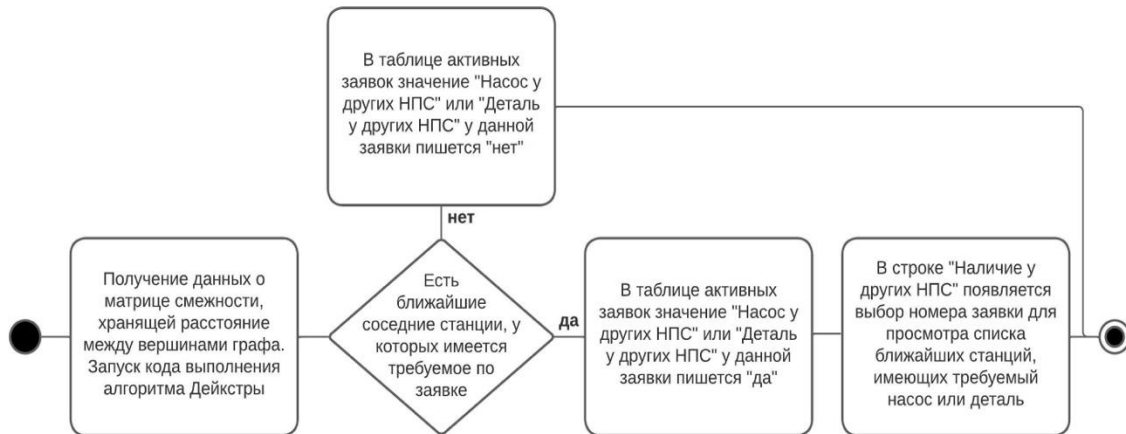 В таблице активных
заявок значение "Насос у
других НПС" или "Деталь
у других НПС" у данной
заявки пишется "нет"
нет
Получение данных о
матрице смежности,
хранящей расстояние
между вершинами графа.
Запуск кода выполнения
алгоритма Дейкстры
Есть
ближайшие
соседние станции, у
которых имеется
требуемое по
заявке
да
В таблице активных
заявок значение "Насос у
других НПС" или "Деталь
у других НПС" у данной
заявки пишется "да"
В строке "Наличие у
других НПС" появляется
выбор номера заявки для
просмотра списка
ближайших станций,
имеющих требуемый
насос или деталь